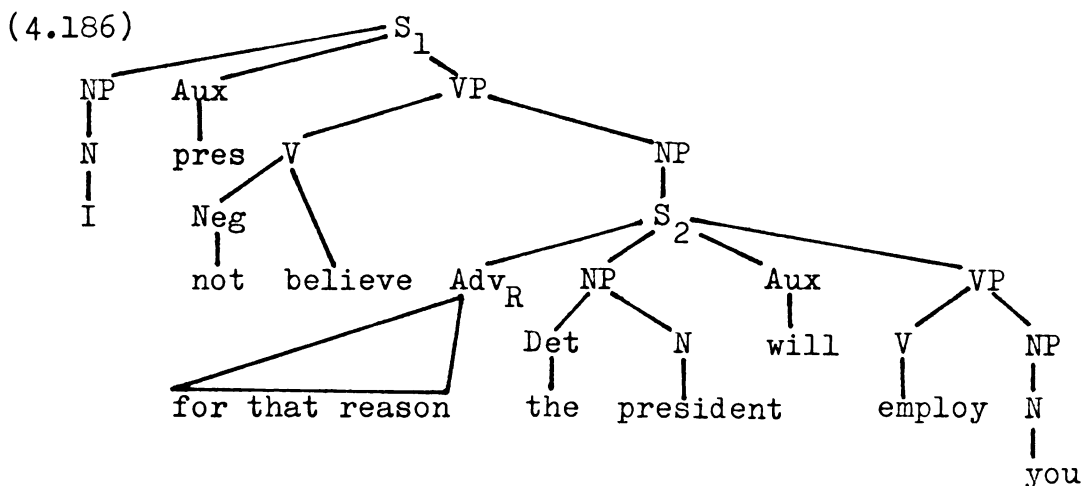 (4.186) S1
NP Aux VP
N pres V NP
I Neg S2
not believe AdvR NP Aux VP
Det N will V NP
for that reason the president employ N
you